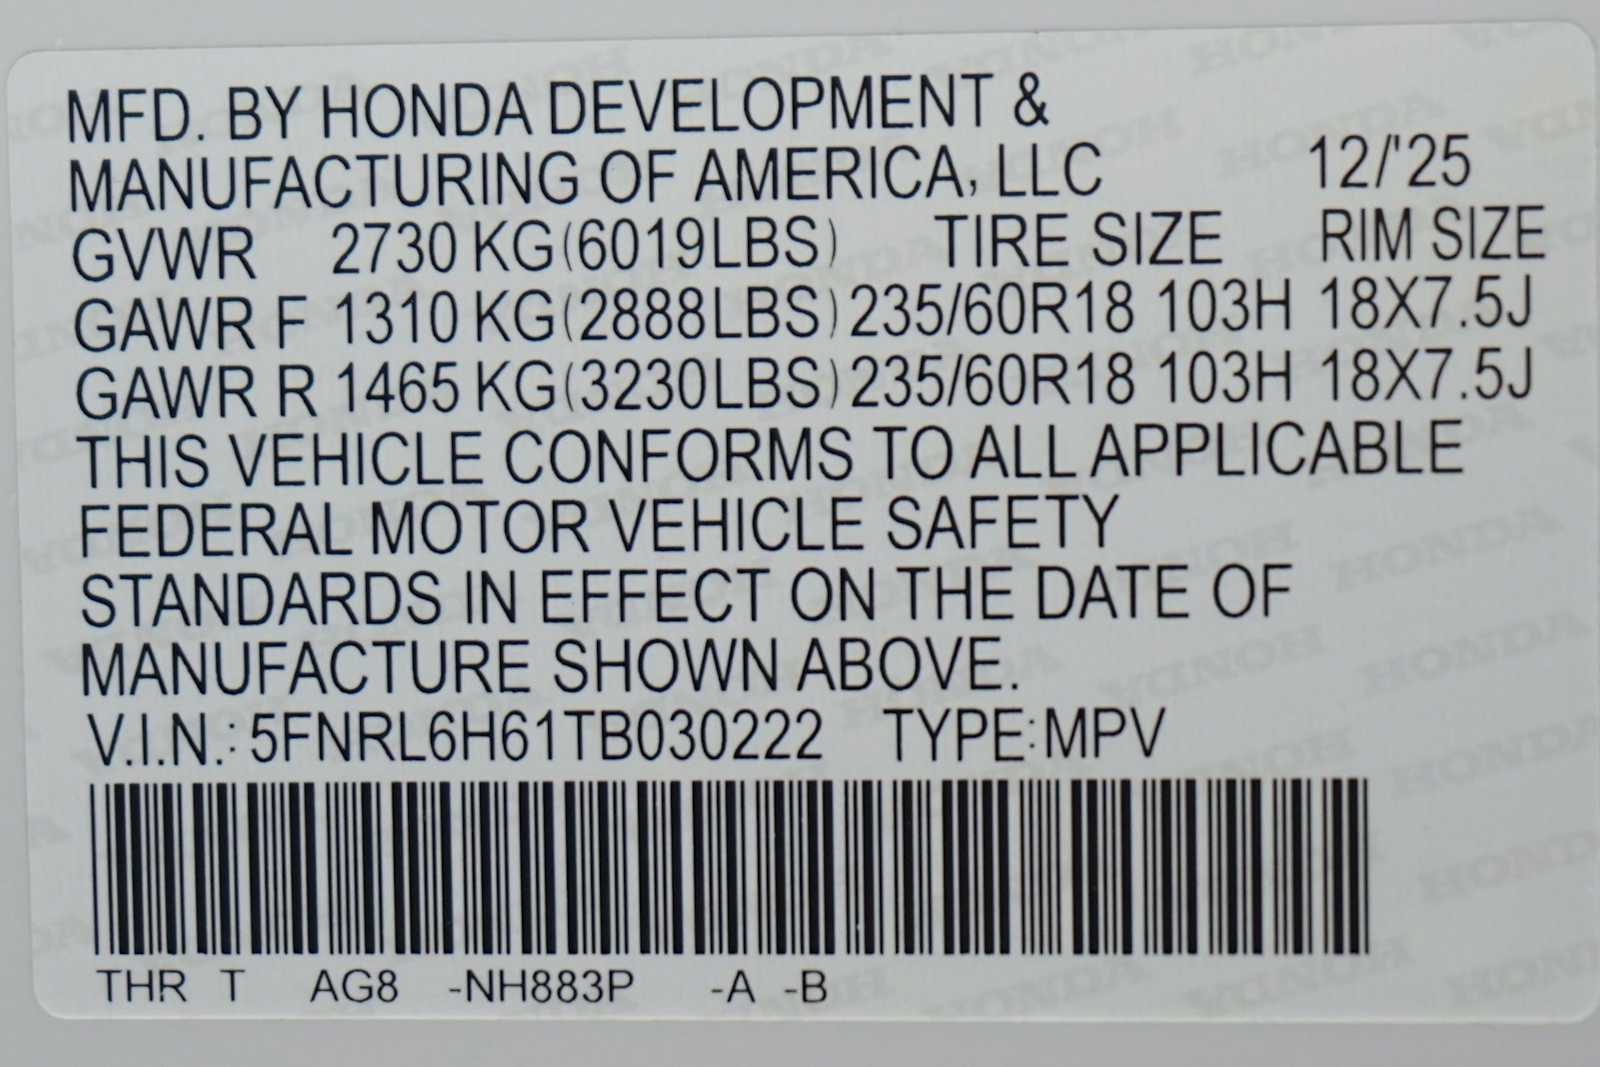 MFD. BY HONDA DEVELOPMENT &
MANUFACTURING OF AMERICA, LLC 12/'25
GVWR 2730 KG(6019LBS) TIRE SIZE RIM SIZE
GAWR F 1310 KG(2888LBS) 235/60R18 103H 18X7.5J
GAWR R 1465 KG(3230LBS) 235/60R18 103H 18X7.5J
THIS VEHICLE CONFORMS TO ALL APPLICABLE
FEDERAL MOTOR VEHICLE SAFETY
STANDARDS IN EFFECT ON THE DATE OF
MANUFACTURE SHOWN ABOVE.
V.I.N.: 5FNRL6H61TB030222 TYPE:MPV
THR T AG8 -NH883P -A -B